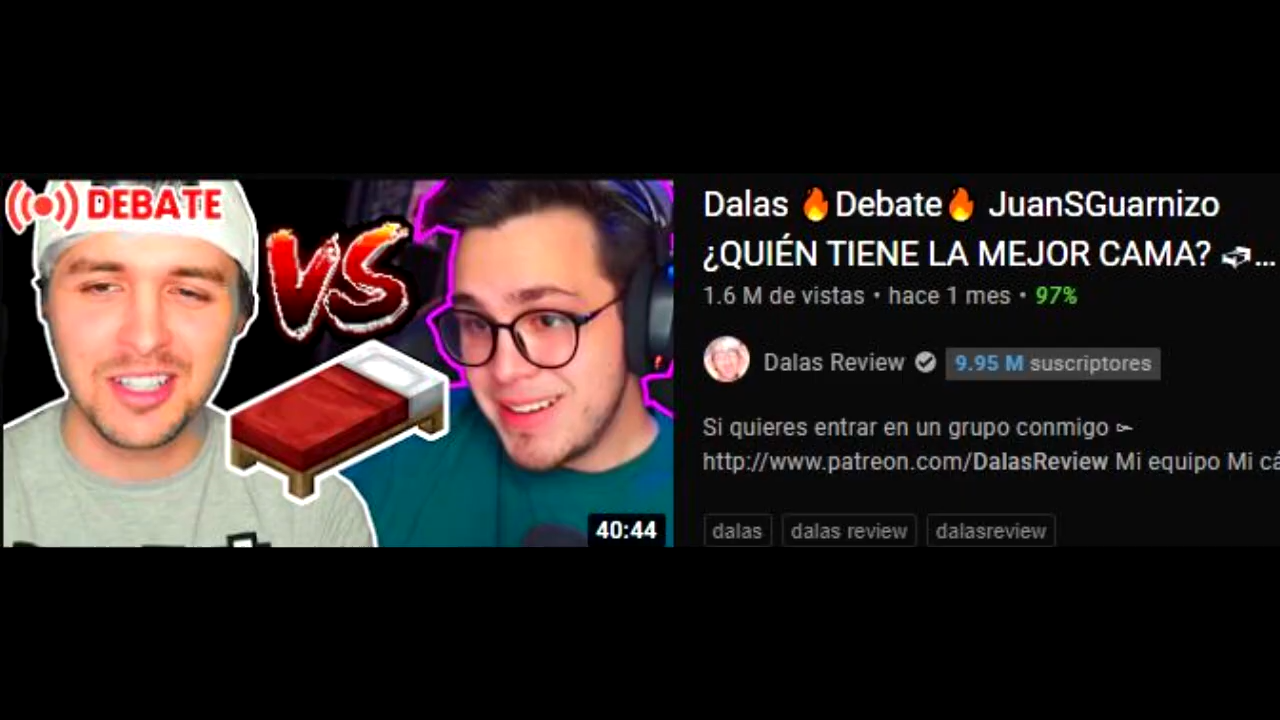 DEBATE
VS
40:44
Dalas 🔥Debate🔥 JuanSGuarnizo
¿QUIÉN TIENE LA MEJOR CAMA? ...
1.6 M de vistas • hace 1 mes • 97%
Dalas Review 9.95 M suscriptores
Si quieres entrar en un grupo conmigo ➣
http://www.patreon.com/DalasReview Mi equipo Mi cá
dalas dalas review dalasreview